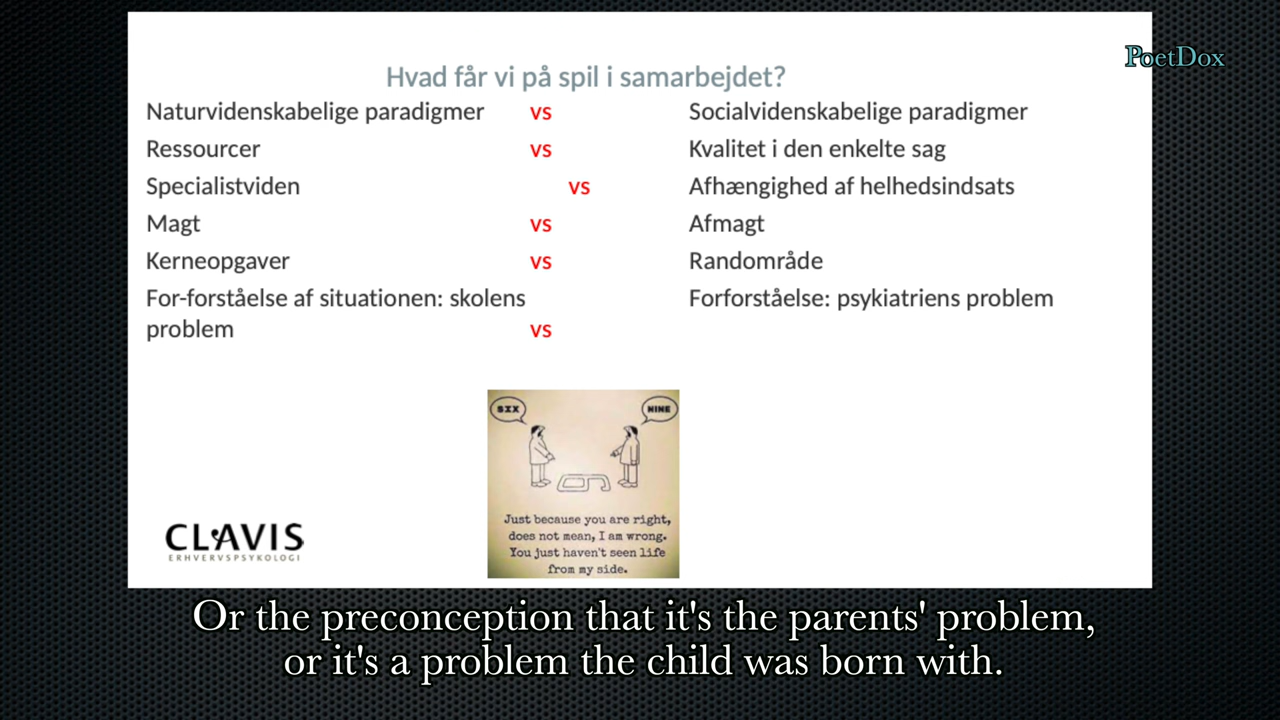 PoetDox
Hvad får vi på spil i samarbejdet?
Naturvidenskabelige paradigmer vs Socialvidenskabelige paradigmer
Ressourcer vs Kvalitet i den enkelte sag
Specialistviden vs Afhængighed af helhedsindsats
Magt vs Afmagt
Kerneopgaver vs Randområde
For-forståelse af situationen: skolens Forforståelse: psykiatriens problem
problem vs
SIX NINE
Just because you are right,
does not mean, I am wrong.
You just haven't seen life
from my side.
CLAVIS
ERHVERVSPSYKOLOGI
Or the preconception that it's the parents' problem,
or it's a problem the child was born with.